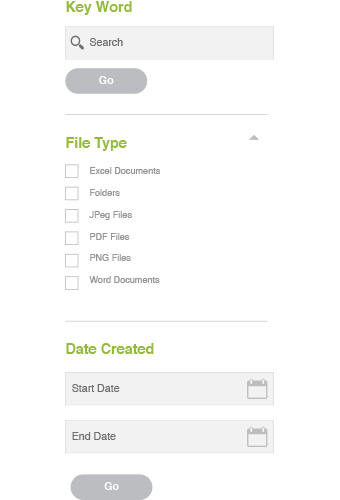 Key Word
Search
Go
File Type
Excel Documents
Folders
JPeg Files
PDF Files
PNG Files
Word Documents
Date Created
Start Date
End Date
Go